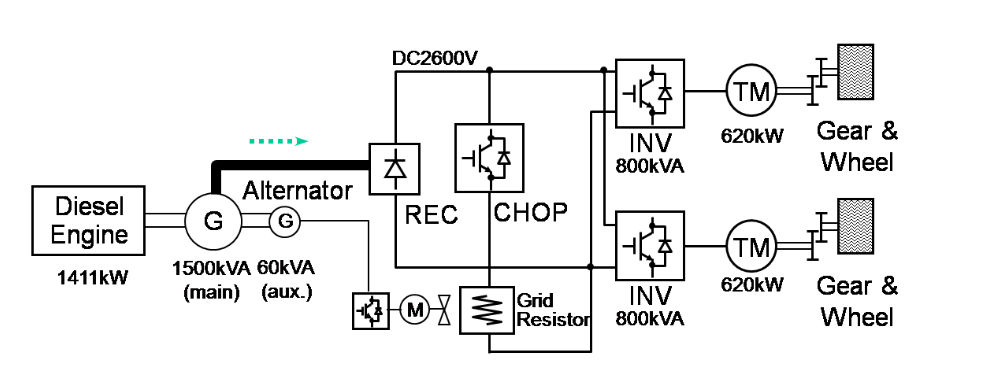 DC2600V
TM
620kW
Gear &
Wheel
INV
800kVA
Alternator
REC
CHOP
Diesel
Engine
1411kW
G
G
1500kVA 60kVA
(main) (aux.)
M
Grid
Resistor
TM
620kW
Gear &
Wheel
INV
800kVA